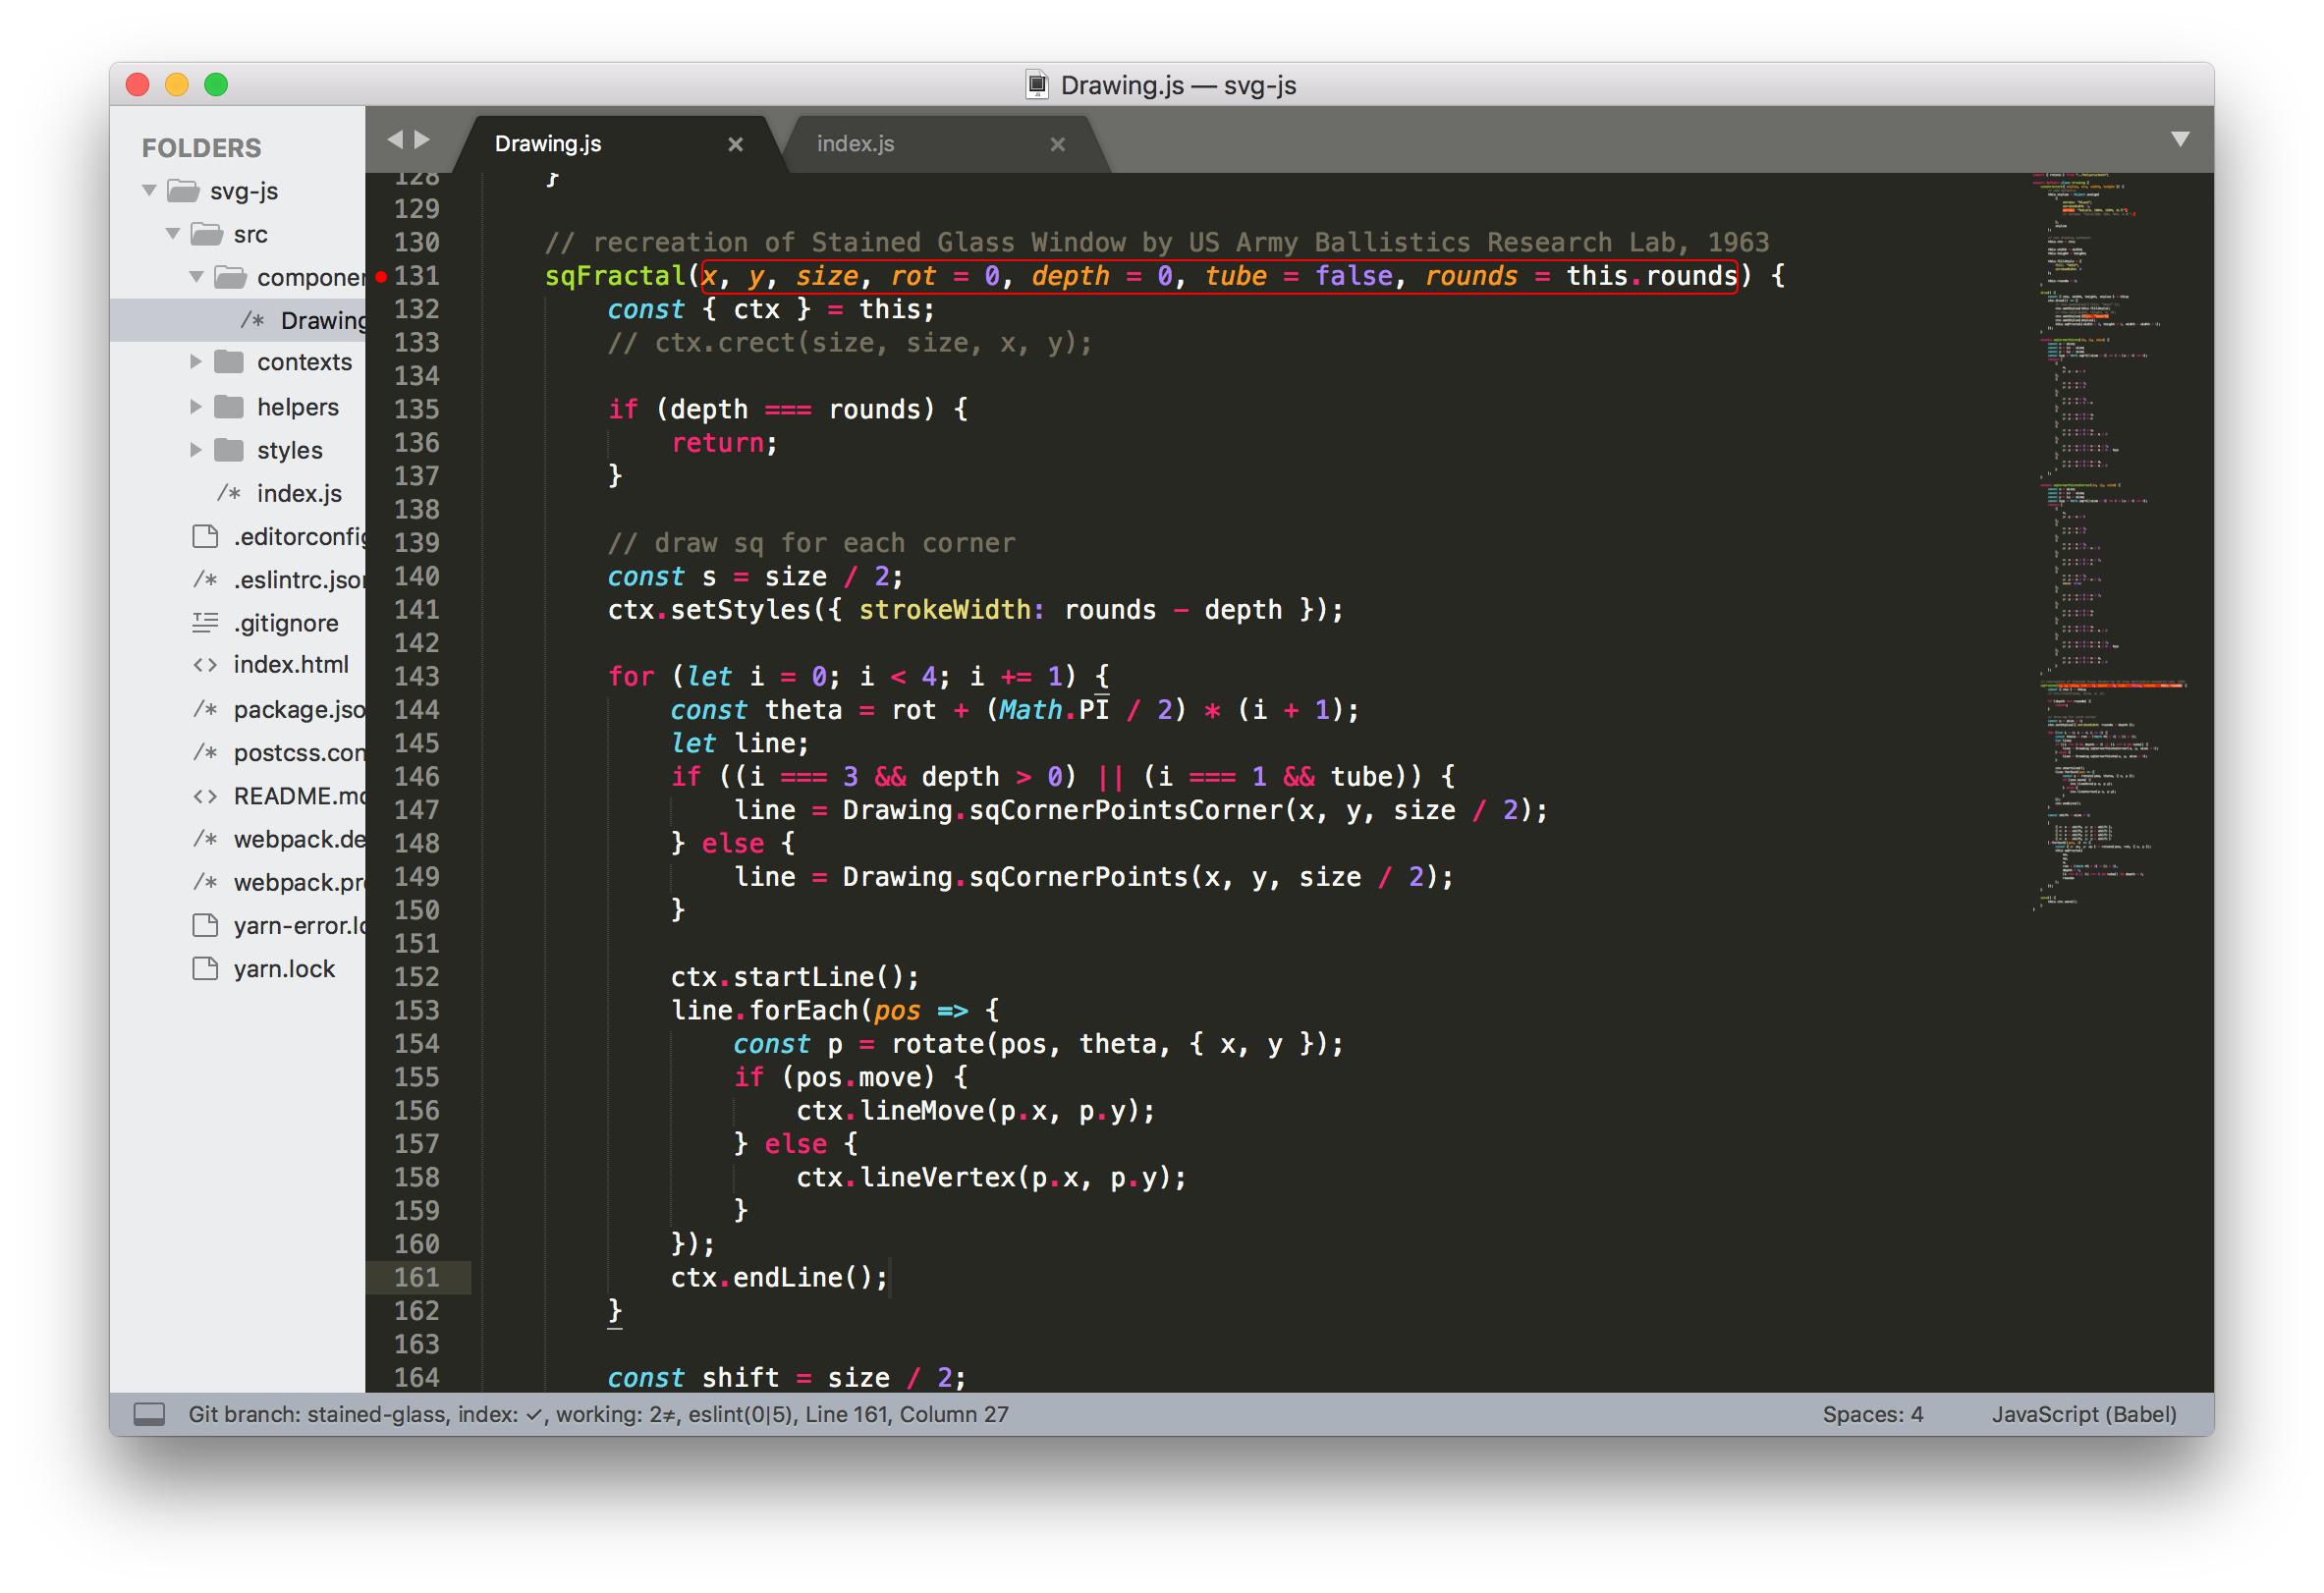 Drawing.js — svg-js
FOLDERS
svg-js
src
componen
/* Drawing
contexts
helpers
styles
/* index.js
.editorconfig
/* .eslintrc.json
.gitignore
<> index.html
/* package.jso
/* postcss.con
<> README.md
/* webpack.de
/* webpack.pro
yarn-error.lo
yarn.lock
Drawing.js ×
index.js ×
128 }
129
130 // recreation of Stained Glass Window by US Army Ballistics Research Lab, 1963
131 sqFractal(x, y, size, rot = 0, depth = 0, tube = false, rounds = this.rounds) {
132 const { ctx } = this;
133 // ctx.crect(size, size, x, y);
134
135 if (depth === rounds) {
136 return;
137 }
138
139 // draw sq for each corner
140 const s = size / 2;
141 ctx.setStyles({ strokeWidth: rounds - depth });
142
143 for (let i = 0; i < 4; i += 1) {
144 const theta = rot + (Math.PI / 2) * (i + 1);
145 let line;
146 if ((i === 3 && depth > 0) || (i === 1 && tube)) {
147 line = Drawing.sqCornerPointsCorner(x, y, size / 2);
148 } else {
149 line = Drawing.sqCornerPoints(x, y, size / 2);
150 }
151
152 ctx.startLine();
153 line.forEach(pos => {
154 const p = rotate(pos, theta, { x, y });
155 if (pos.move) {
156 ctx.lineMove(p.x, p.y);
157 } else {
158 ctx.lineVertex(p.x, p.y);
159 }
160 });
161 ctx.endLine();
162 }
163
164 const shift = size / 2;
Git branch: stained-glass, index: ✓, working: 2≠, eslint(0|5), Line 161, Column 27
Spaces: 4
JavaScript (Babel)